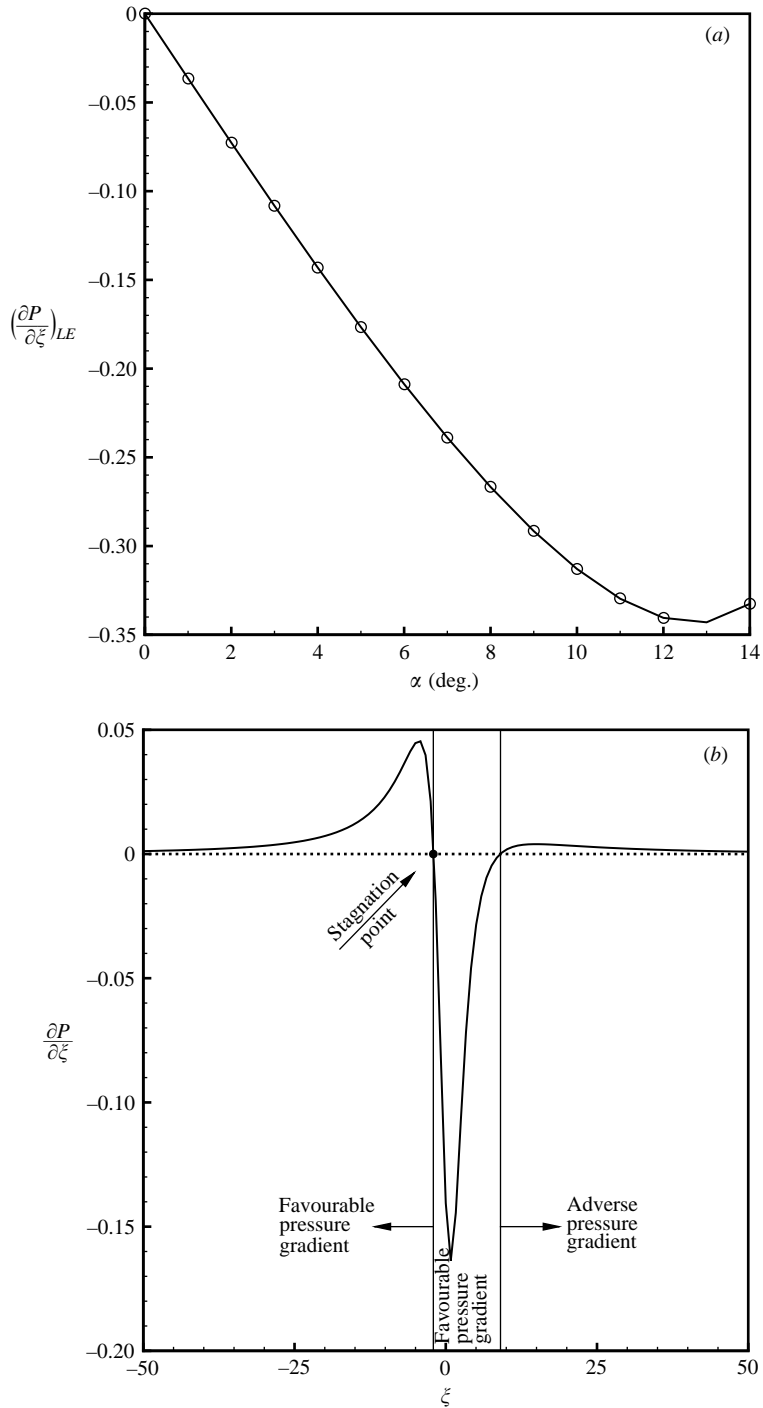 (a)
0
–0.05
–0.10
–0.15
–0.20
–0.25
–0.30
–0.35
(∂P/∂ξ)LE
0 2 4 6 8 10 12 14
α (deg.)
(b)
0.05
0
–0.05
–0.10
–0.15
–0.20
∂P/∂ξ
Stagnation
point
Favourable
pressure
gradient
Favourable
pressure
gradient
Adverse
pressure
gradient
–50 –25 0 25 50
ξ